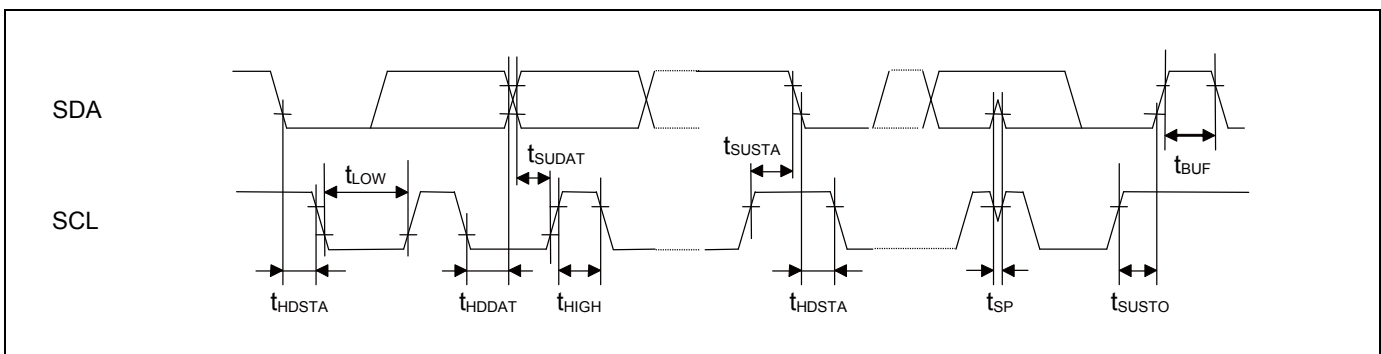 SDA
tSUDAT
tSUSTA
tLOW
tBUF
SCL
tHDSTA
tHDDAT
tHIGH
tHDSTA
tSP
tSUSTO